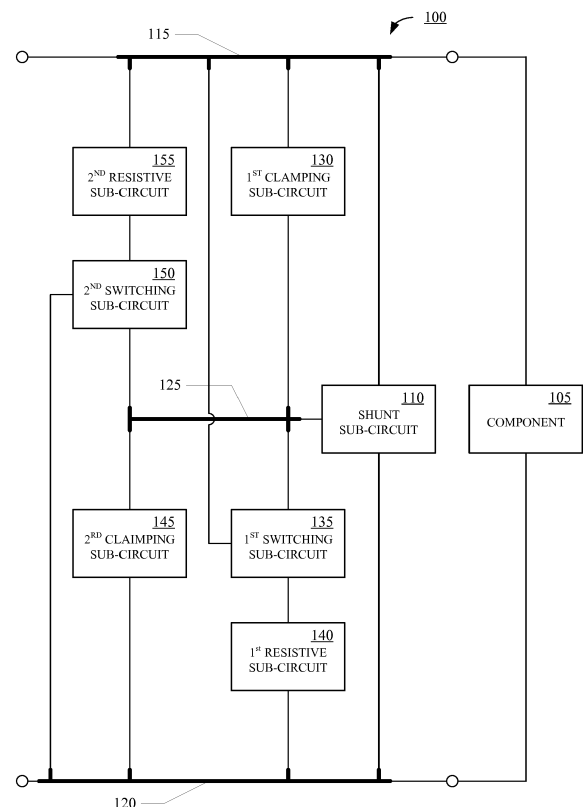 100
115
155
2ND RESISTIVE
SUB-CIRCUIT
130
1ST CLAMPING
SUB-CIRCUIT
150
2ND SWITCHING
SUB-CIRCUIT
125
110
SHUNT
SUB-CIRCUIT
105
COMPONENT
145
2RD CLAIMPING
SUB-CIRCUIT
135
1ST SWITCHING
SUB-CIRCUIT
140
1st RESISTIVE
SUB-CIRCUIT
120